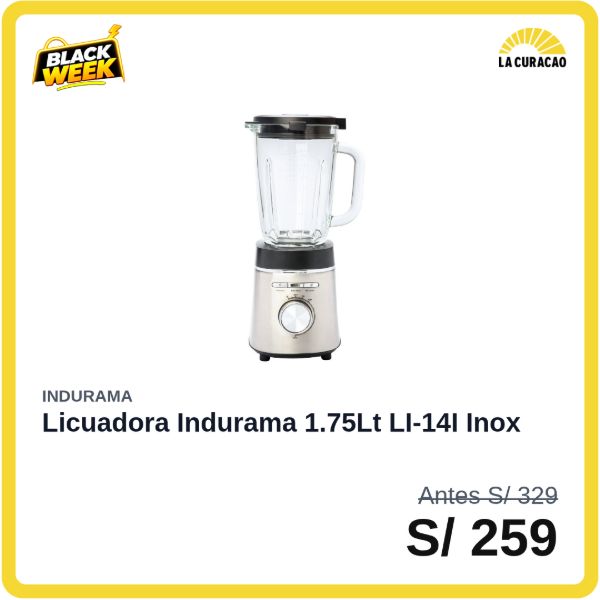 BLACK
WEEK
LA CURACAO
INDURAMA
Licuadora Indurama 1.75Lt LI-14I Inox
Antes S/ 329
S/ 259